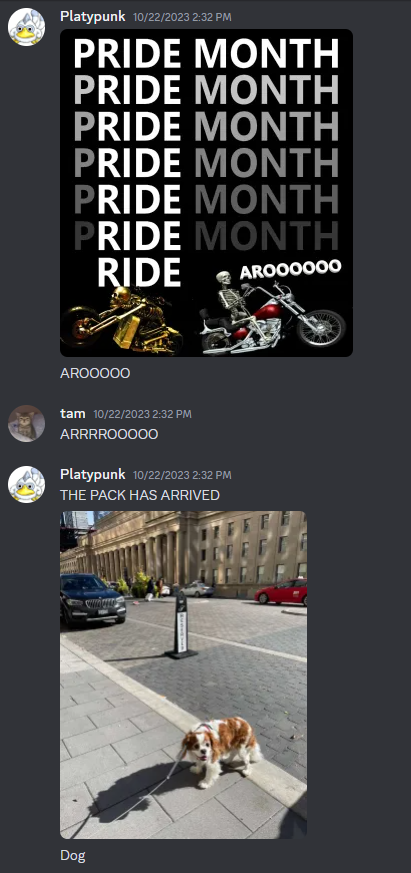 Platypunk 10/22/2023 2:32 PM
PRIDE MONTH
PRIDE MONTH
PRIDE MONTH
PRIDE MONTH
PRIDE MONTH
PRIDE MONTH
RIDE
AROOOOOO
AROOOOO
tam 10/22/2023 2:32 PM
ARRRROOOOO
Platypunk 10/22/2023 2:32 PM
THE PACK HAS ARRIVED
Dog